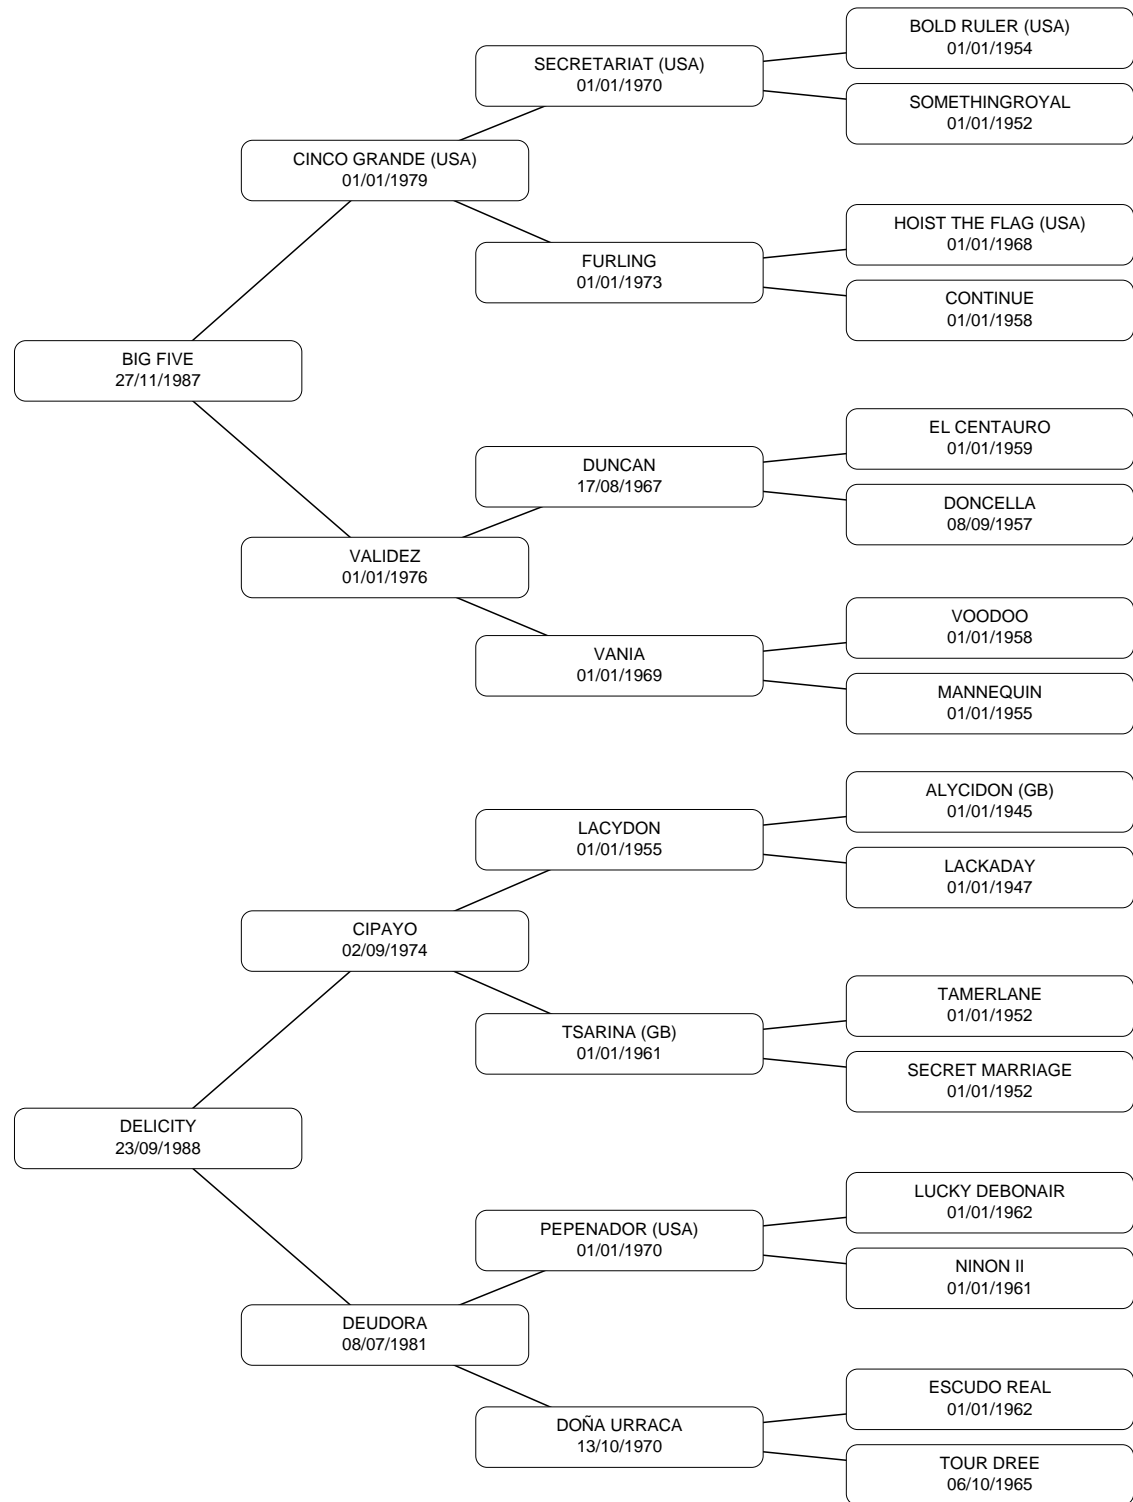 BOLD RULER (USA)
01/01/1954
SECRETARIAT (USA)
01/01/1970
SOMETHINGROYAL
01/01/1952
CINCO GRANDE (USA)
01/01/1979
HOIST THE FLAG (USA)
01/01/1968
FURLING
01/01/1973
CONTINUE
01/01/1958
BIG FIVE
27/11/1987
EL CENTAURO
01/01/1959
DUNCAN
17/08/1967
DONCELLA
08/09/1957
VALIDEZ
01/01/1976
VOODOO
01/01/1958
VANIA
01/01/1969
MANNEQUIN
01/01/1955
ALYCIDON (GB)
01/01/1945
LACYDON
01/01/1955
LACKADAY
01/01/1947
CIPAYO
02/09/1974
TAMERLANE
01/01/1952
TSARINA (GB)
01/01/1961
SECRET MARRIAGE
01/01/1952
DELICITY
23/09/1988
LUCKY DEBONAIR
01/01/1962
PEPENADOR (USA)
01/01/1970
NINON II
01/01/1961
DEUDORA
08/07/1981
ESCUDO REAL
01/01/1962
DOÑA URRACA
13/10/1970
TOUR DREE
06/10/1965